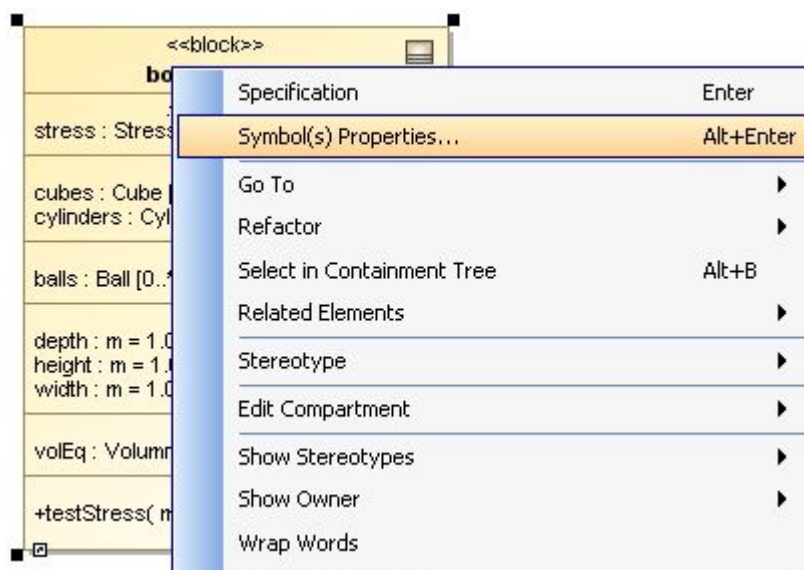 <<block>>
bo
stress : Stress
cubes : Cube
cylinders : Cyl
balls : Ball [0..*
depth : m = 1.0
height : m = 1.
width : m = 1.0
volEq : Volum
+testStress(
Specification Enter
Symbol(s) Properties... Alt+Enter
Go To
Refactor
Select in Containment Tree Alt+B
Related Elements
Stereotype
Edit Compartment
Show Stereotypes
Show Owner
Wrap Words